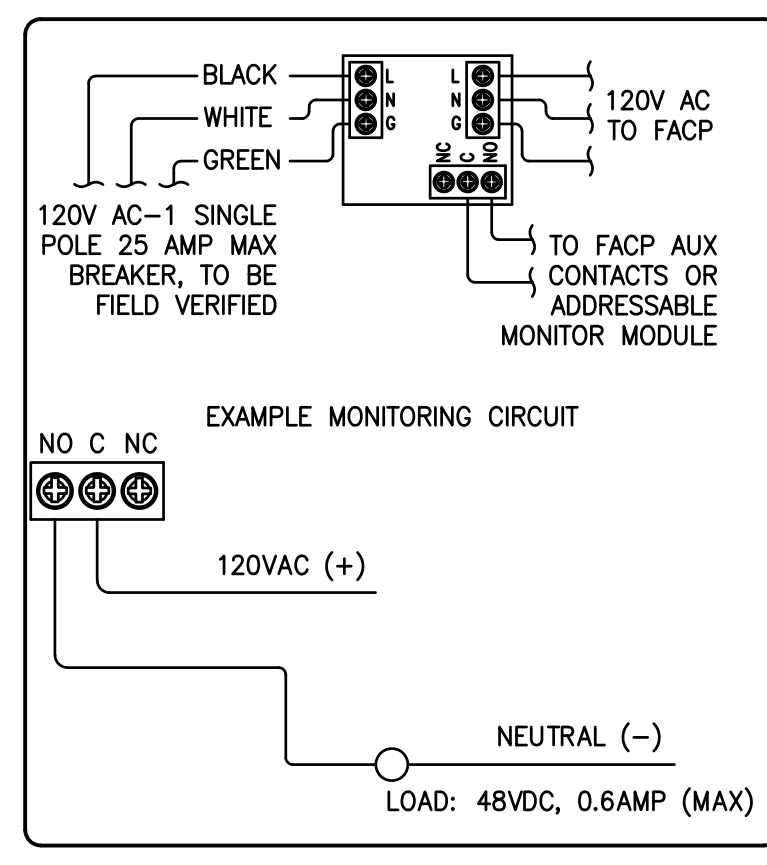 BLACK
WHITE
GREEN
L
N
G
L
N
G
NC
C
NO
120V AC
TO FACP
120V AC-1 SINGLE
POLE 25 AMP MAX
BREAKER, TO BE
FIELD VERIFIED
TO FACP AUX
CONTACTS OR
ADDRESSABLE
MONITOR MODULE
EXAMPLE MONITORING CIRCUIT
NO C NC
120VAC (+)
NEUTRAL (-)
LOAD: 48VDC, 0.6AMP (MAX)